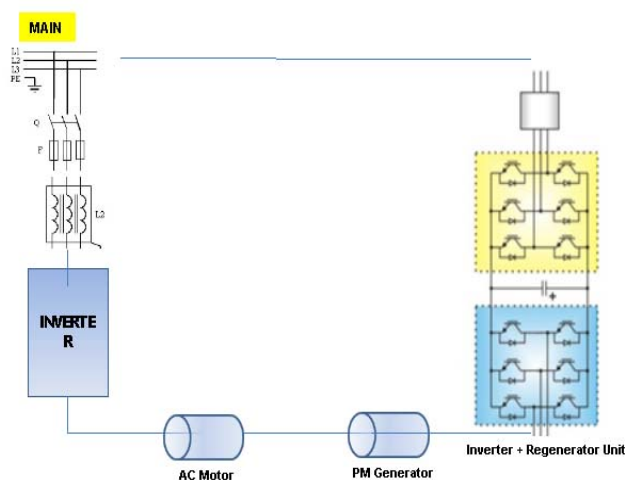 MAIN
L1
L2
L3
PE
Q
F
L2
INVERTE
R
+
AC Motor
PM Generator
Inverter + Regenerator Unit